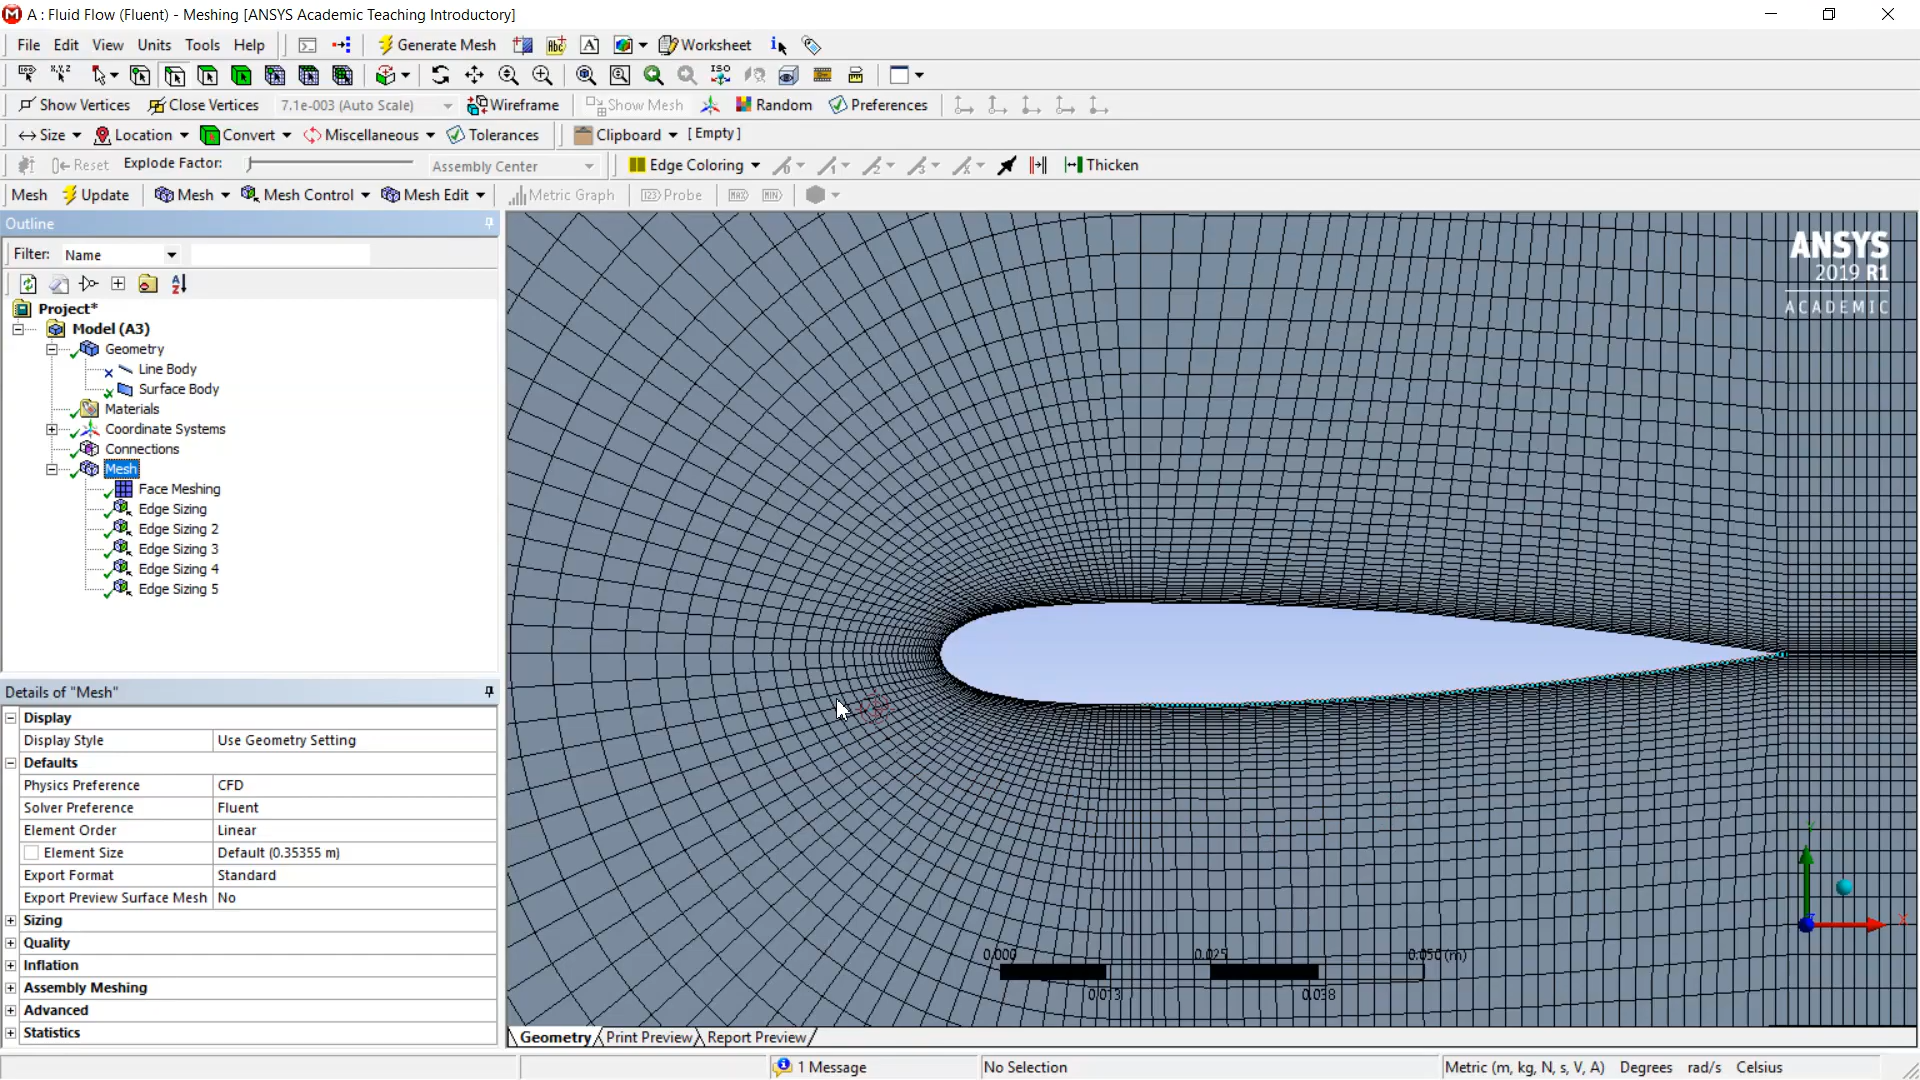 A : Fluid Flow (Fluent) - Meshing [ANSYS Academic Teaching Introductory]
File Edit View Units Tools Help Generate Mesh Worksheet
Show Vertices Close Vertices 7.1e-003 (Auto Scale) Wireframe Show Mesh Random Preferences
Size Location Convert Miscellaneous Tolerances Clipboard [ Empty ]
Reset Explode Factor: Assembly Center Edge Coloring Thicken
Mesh Update Mesh Mesh Control Mesh Edit Metric Graph Probe
Outline
Filter: Name
Project*
Model (A3)
Geometry
Line Body
Surface Body
Materials
Coordinate Systems
Connections
Mesh
Face Meshing
Edge Sizing
Edge Sizing 2
Edge Sizing 3
Edge Sizing 4
Edge Sizing 5
Details of "Mesh"
Display
Display Style Use Geometry Setting
Defaults
Physics Preference CFD
Solver Preference Fluent
Element Order Linear
Element Size Default (0.35355 m)
Export Format Standard
Export Preview Surface Mesh No
Sizing
Quality
Inflation
Assembly Meshing
Advanced
Statistics
ANSYS
2019 R1
ACADEMIC
0.000 0.025 0.050 (m)
0.013 0.038
Geometry Print Preview Report Preview
1 Message No Selection Metric (m, kg, N, s, V, A) Degrees rad/s Celsius